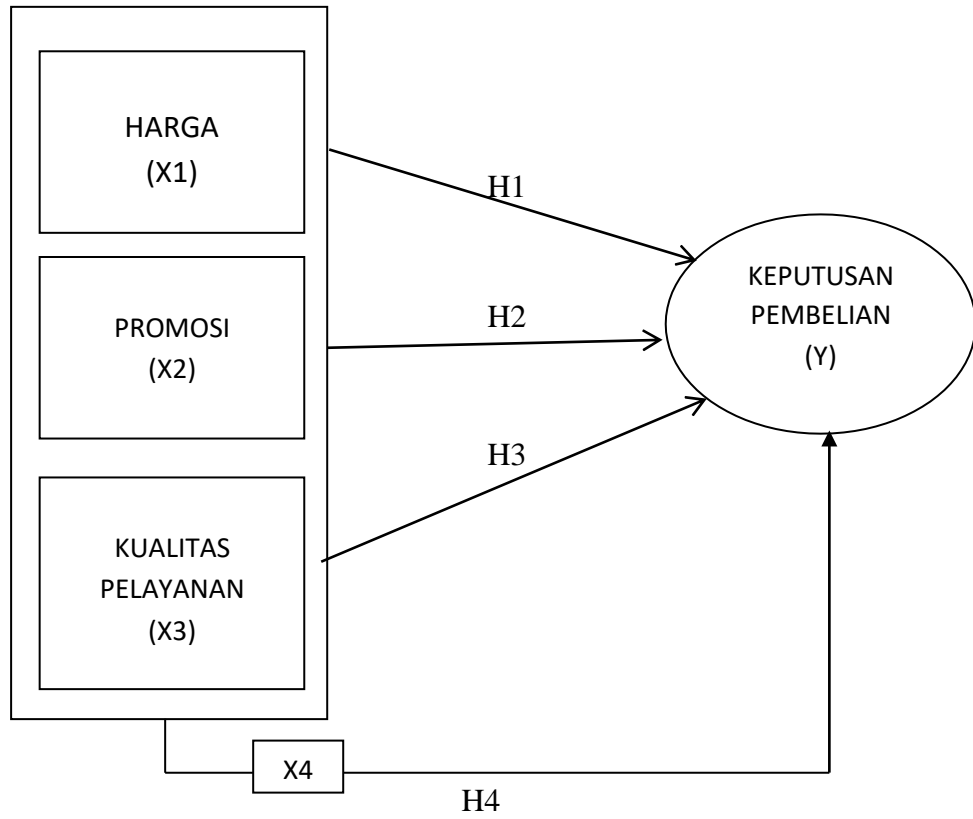 HARGA
(X1)
H1
PROMOSI
(X2)
H2
KEPUTUSAN
PEMBELIAN
(Y)
KUALITAS
PELAYANAN
(X3)
H3
X4
H4